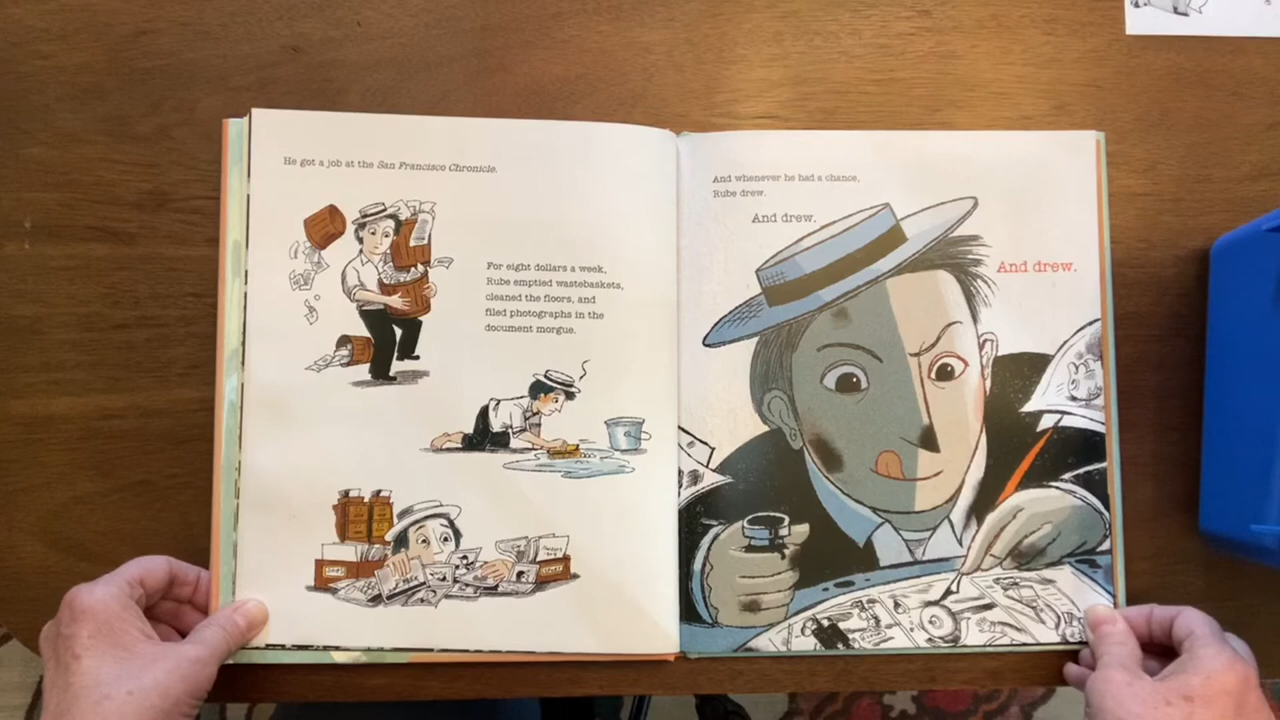 He got a job at the San Francisco Chronicle.
For eight dollars a week,
Rube emptied wastebaskets,
cleaned the floors, and
filed photographs in the
document morgue.
And whenever he had a chance,
Rube drew.
And drew.
And drew.